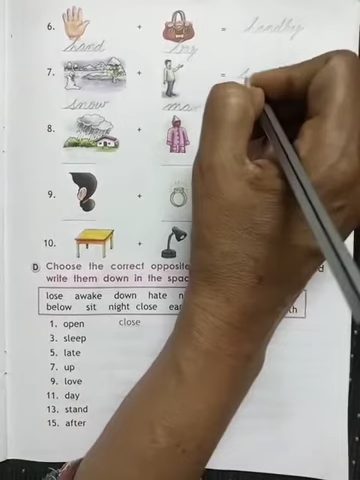 6. + = handbag
hand bag
7. + =
snow man
8. +
9. +
10. +
D Choose the correct opposite
write them down in the spac
lose awake down hate n
below sit night close ear
1. open close
3. sleep
5. late
7. up
9. love
11. day
13. stand
15. after